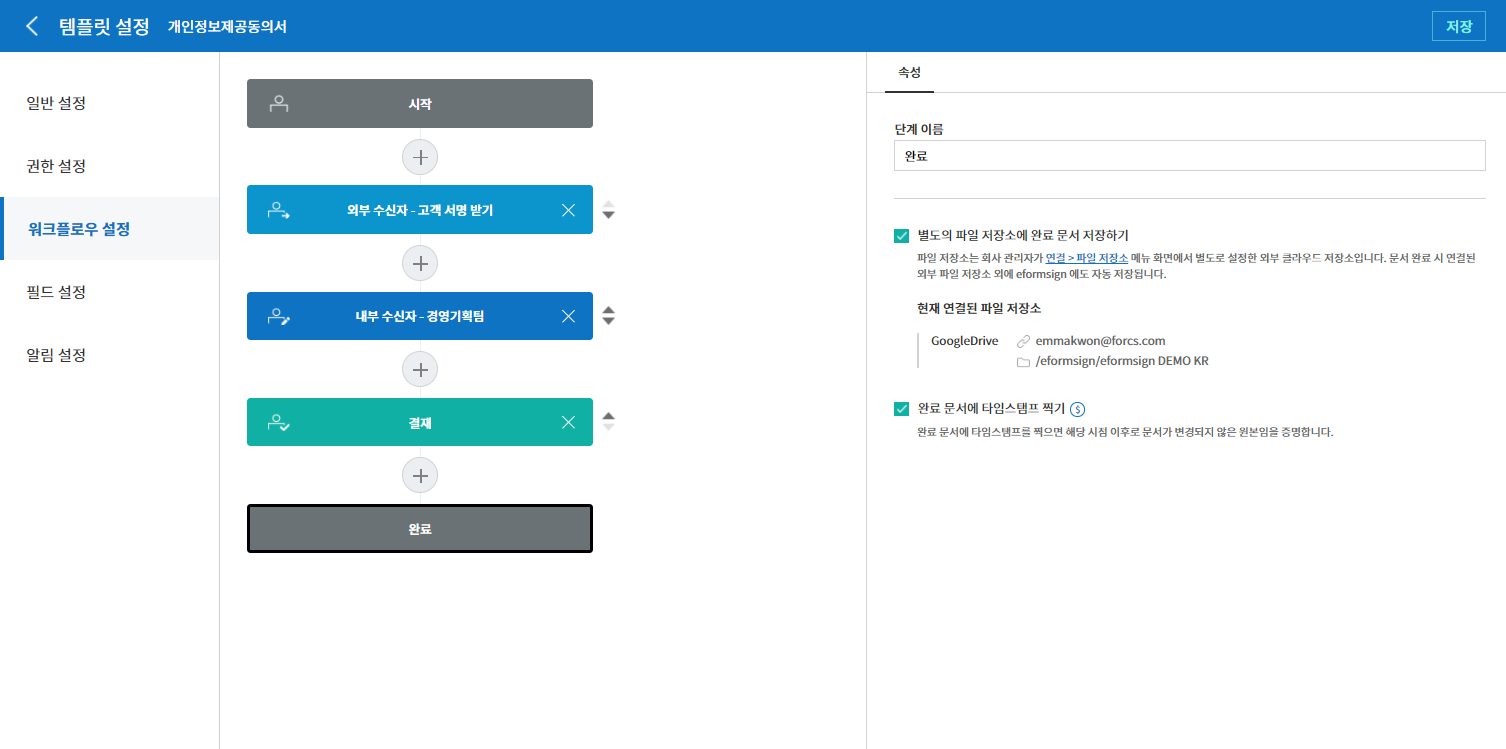 템플릿 설정 개인정보제공동의서 저장
일반 설정
권한 설정
워크플로우 설정
필드 설정
알림 설정
시작
외부 수신자 - 고객 서명 받기
내부 수신자 - 경영기획팀
결재
완료
속성
단계 이름
완료
별도의 파일 저장소에 완료 문서 저장하기
파일 저장소는 회사 관리자가 연결 > 파일 저장소 메뉴 화면에서 별도로 설정한 외부 클라우드 저장소입니다. 문서 완료 시 연결된
외부 파일 저장소 외에 eformsign 에도 자동 저장됩니다.
현재 연결된 파일 저장소
GoogleDrive emmakwon@forcs.com
/eformsign/eformsign DEMO KR
완료 문서에 타임스탬프 찍기
완료 문서에 타임스탬프를 찍으면 해당 시점 이후로 문서가 변경되지 않은 원본임을 증명합니다.